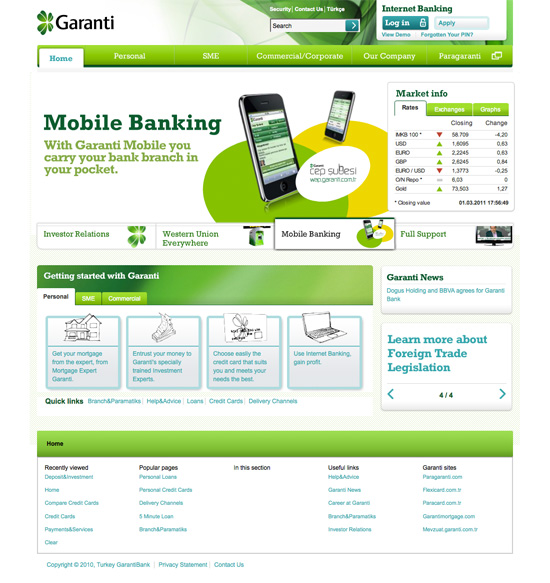 Garanti
Security | Contact Us | Türkçe
Search
Internet Banking
Log in
Apply
View Demo
Forgotten Your PIN?
Home
Personal
SME
Commercial/Corporate
Our Company
Paragaranti
Mobile Banking
With Garanti Mobile you
carry your bank branch in
your pocket.
Garanti
cep şubesi
wap.garanti.com.tr
Market info
Rates
Exchanges
Graphs
Closing Change
IMKB 100 * 58.709 -4,20
USD 1,6095 0,63
EURO 2,2245 0,63
GBP 2,6245 0,84
EURO / USD 1,3773 -0,25
O/N Repo * 6,03 0
Gold 73,503 1,27
* Closing value 01.03.2011 17:56:49
Investor Relations
Western Union
Everywhere
Mobile Banking
Full Support
Getting started with Garanti
Personal
SME
Commercial
Get your mortgage
from the expert, from
Mortgage Expert
Garanti.
Entrust your money to
Garanti's specially
trained Investment
Experts.
Choose easily the
credit card that suits
you and meets your
needs the best.
Use Internet Banking,
gain profit.
Quick links Branch&Paramatiks | Help&Advice | Loans | Credit Cards | Delivery Channels
Garanti News
Dogus Holding and BBVA agrees for Garanti
Bank
Learn more about
Foreign Trade
Legislation
4 / 4
Home
Recently viewed
Deposit&Investment
Home
Compare Credit Cards
Credit Cards
Payments&Services
Clear
Popular pages
Personal Loans
Personal Credit Cards
Delivery Channels
5 Minute Loan
Branch&Paramatiks
In this section
Useful links
Help&Advice
Garanti News
Career at Garanti
Branch&Paramatiks
Investor Relations
Garanti sites
Paragaranti.com
Flexicard.com.tr
Paracard.com.tr
Garantimortgage.com
Mevzuat.garanti.com.tr
Copyright © 2010, Turkey GarantiBank | Privacy Statement | Contact Us